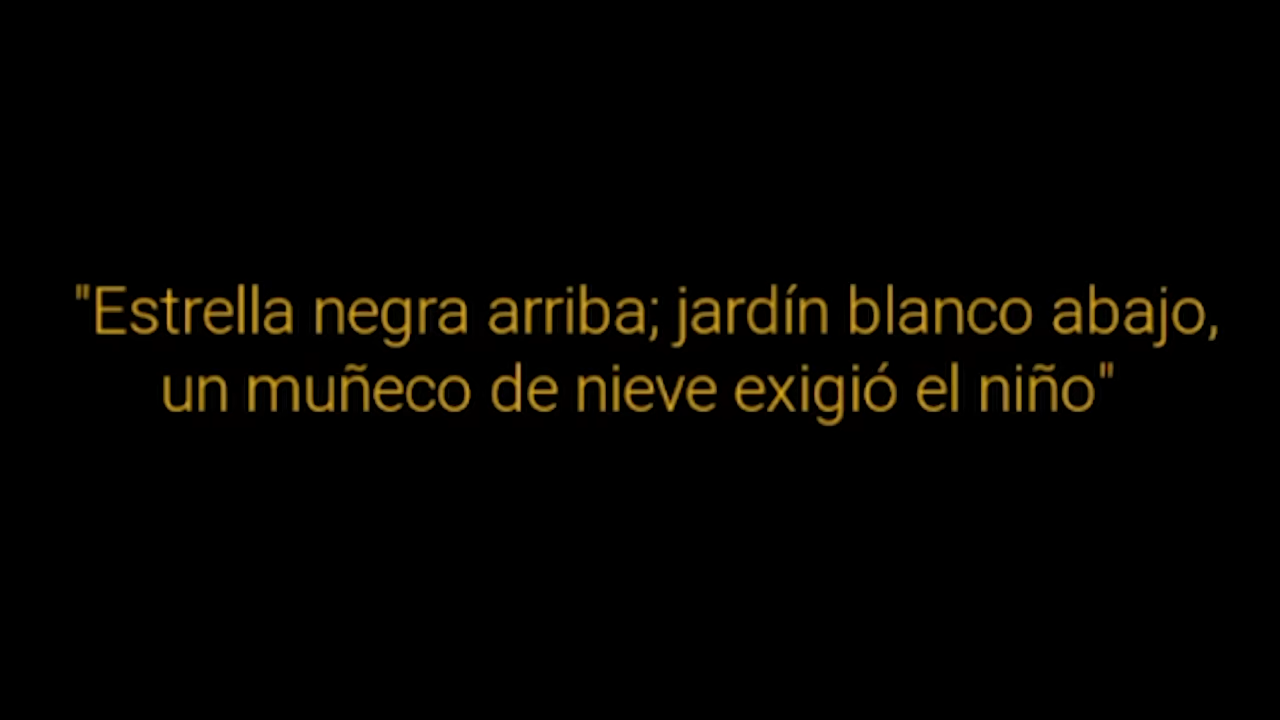 "Estrella negra arriba; jardín blanco abajo,
un muñeco de nieve exigió el niño"